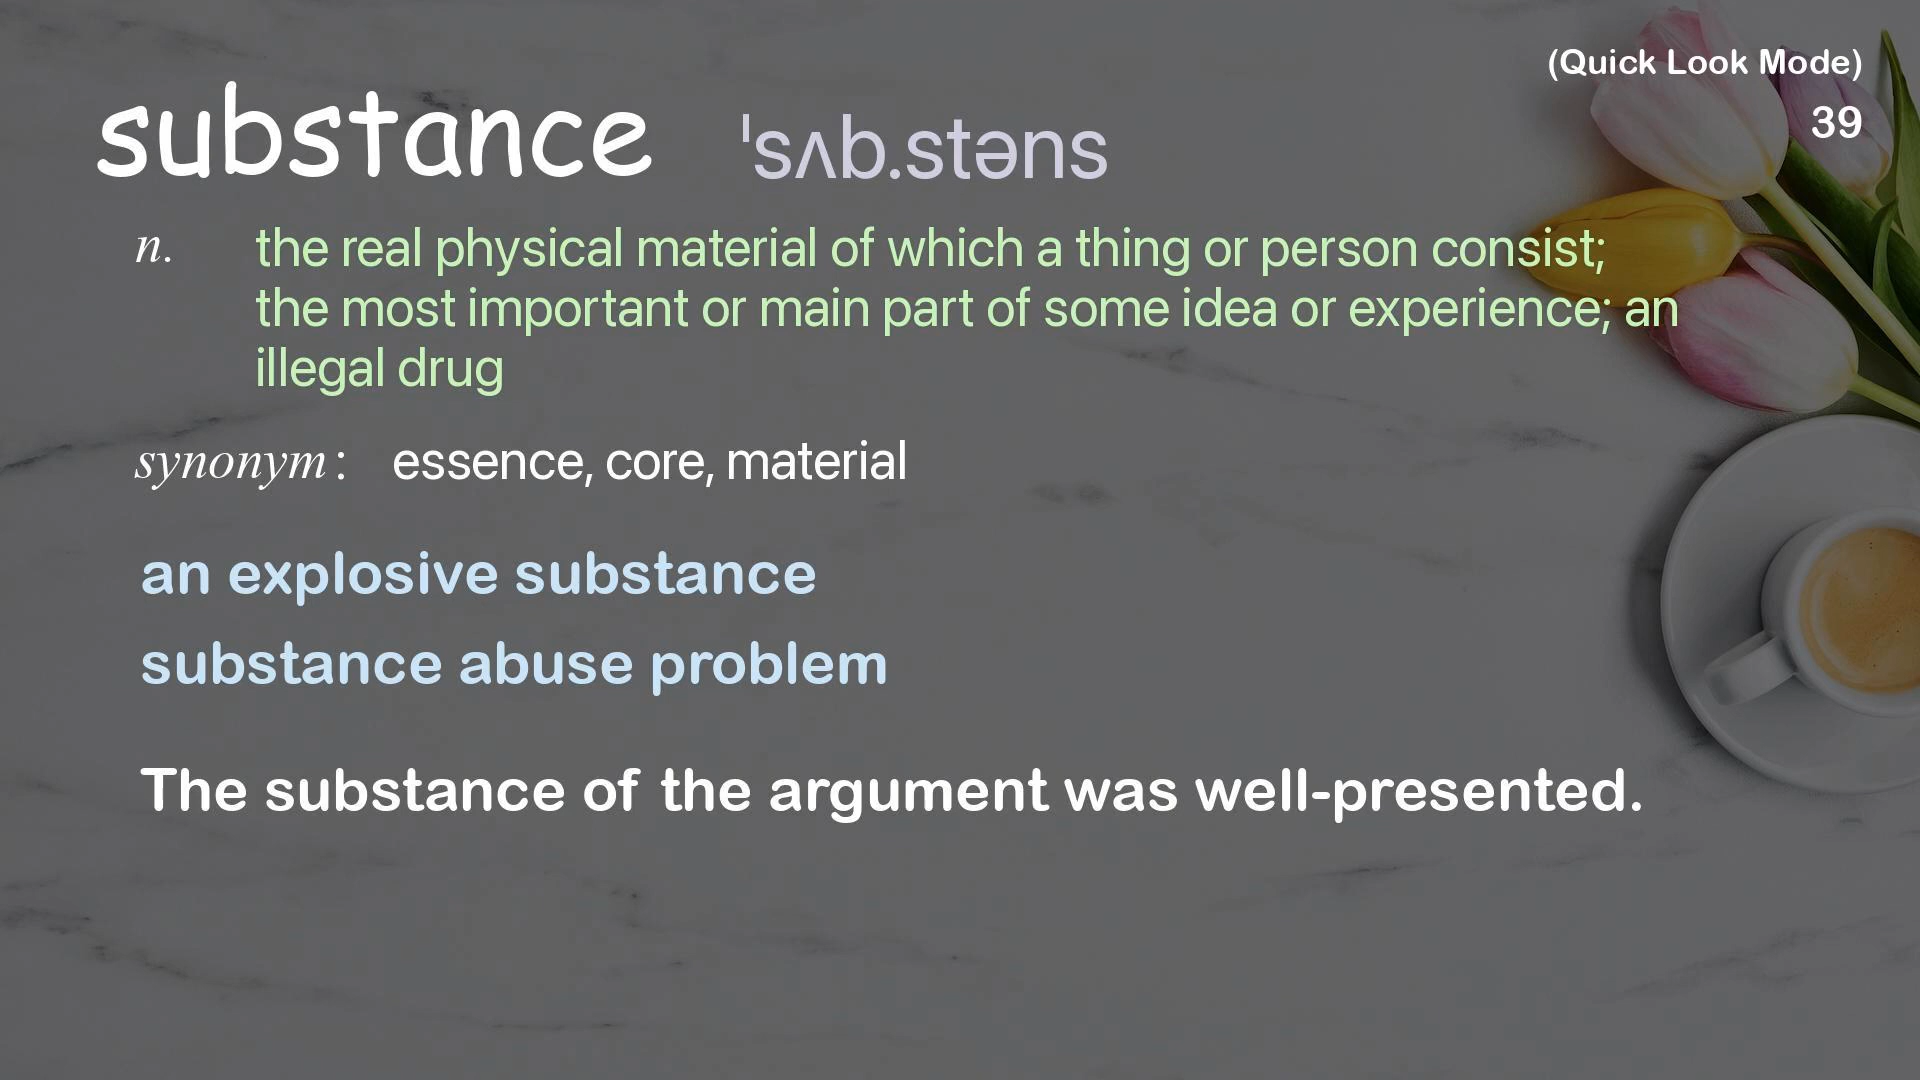 (Quick Look Mode)
39
substance ˈsʌb.stəns
n. the real physical material of which a thing or person consist;
the most important or main part of some idea or experience; an
illegal drug
synonym: essence, core, material
an explosive substance
substance abuse problem
The substance of the argument was well-presented.